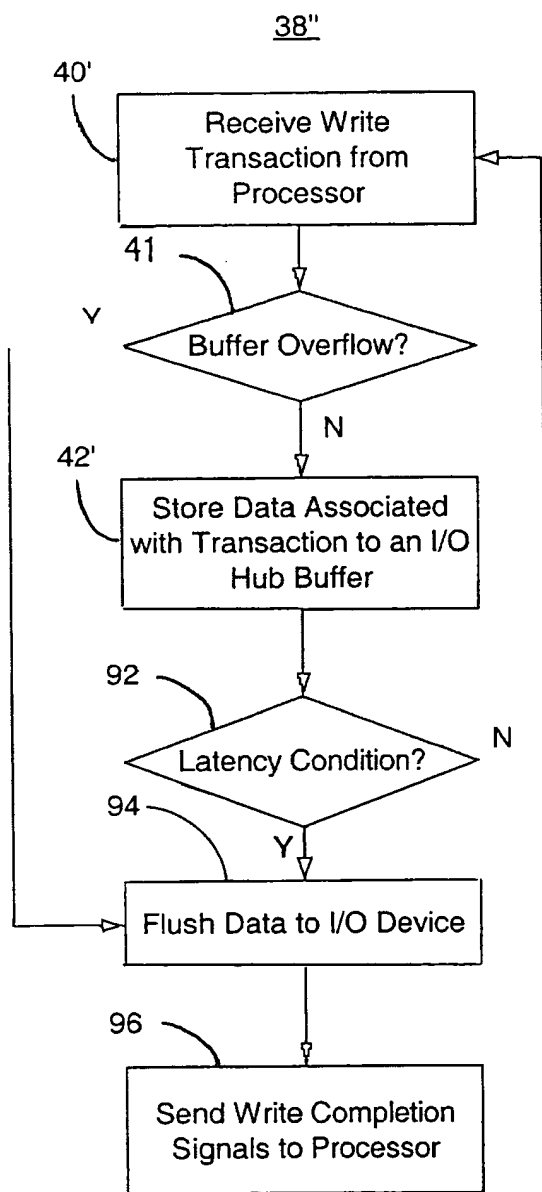 38"
40'
Receive Write
Transaction from
Processor
41
Y
Buffer Overflow?
N
42'
Store Data Associated
with Transaction to an I/O
Hub Buffer
92
N
Latency Condition?
94
Y
Flush Data to I/O Device
96
Send Write Completion
Signals to Processor